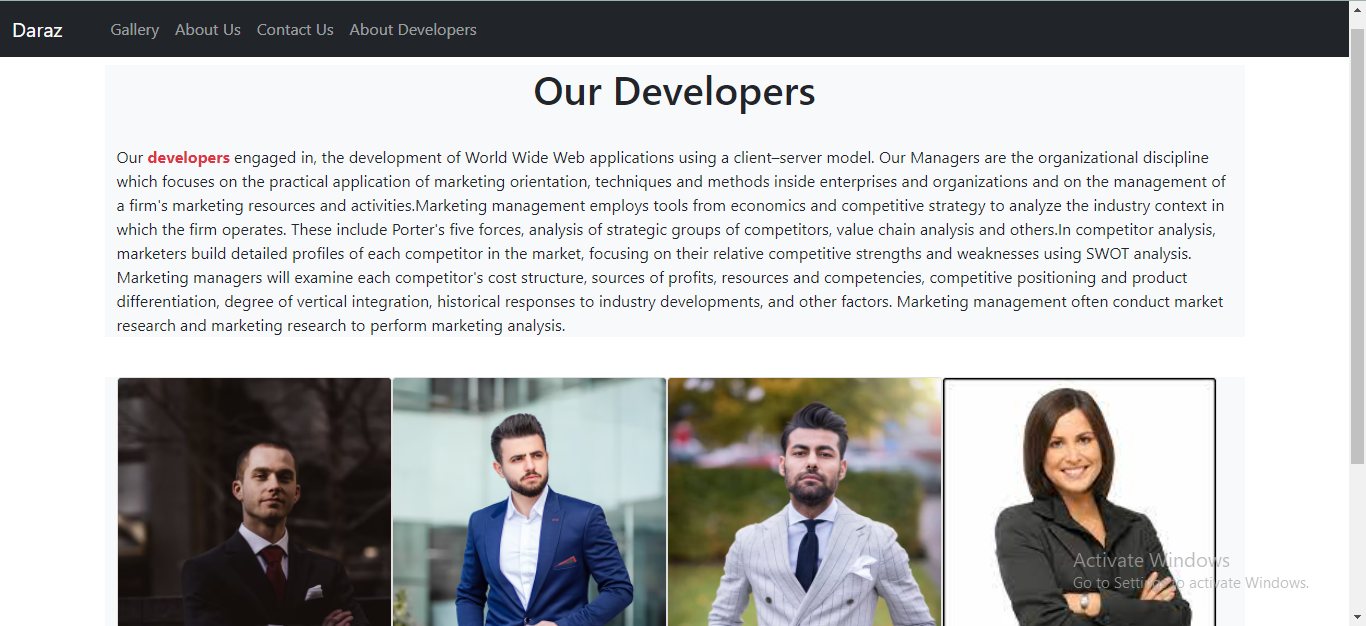 Daraz Gallery About Us Contact Us About Developers
Our Developers
Our developers engaged in, the development of World Wide Web applications using a client–server model. Our Managers are the organizational discipline
which focuses on the practical application of marketing orientation, techniques and methods inside enterprises and organizations and on the management of
a firm's marketing resources and activities.Marketing management employs tools from economics and competitive strategy to analyze the industry context in
which the firm operates. These include Porter's five forces, analysis of strategic groups of competitors, value chain analysis and others.In competitor analysis,
marketers build detailed profiles of each competitor in the market, focusing on their relative competitive strengths and weaknesses using SWOT analysis.
Marketing managers will examine each competitor's cost structure, sources of profits, resources and competencies, competitive positioning and product
differentiation, degree of vertical integration, historical responses to industry developments, and other factors. Marketing management often conduct market
research and marketing research to perform marketing analysis.
Activate Windows
Go to Settings to activate Windows.